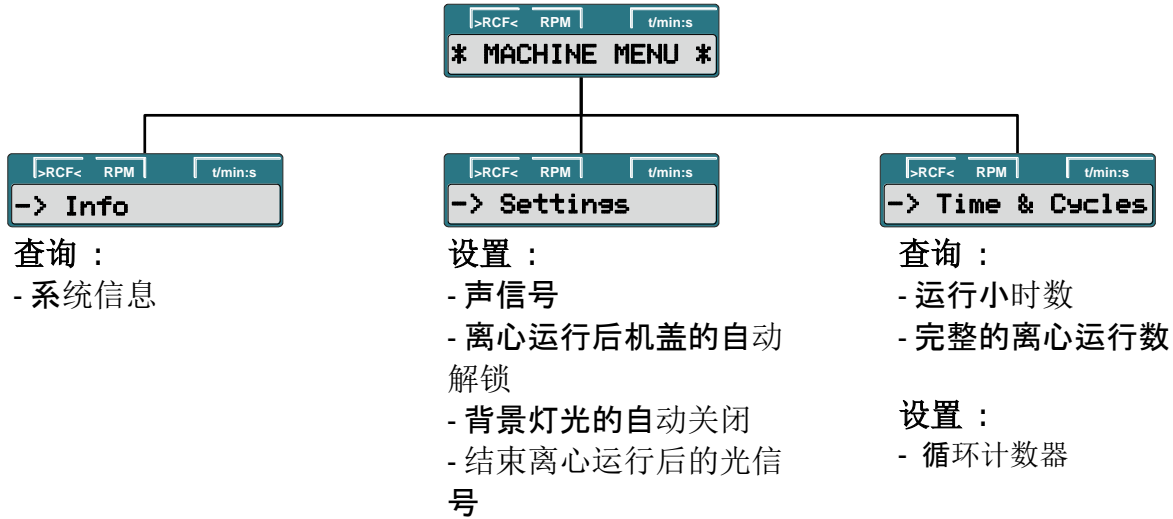 >RCF< RPM t/min:s
* MACHINE MENU *
>RCF< RPM t/min:s
-> Info
查询：
- 系统信息
>RCF< RPM t/min:s
-> Settings
设置：
- 声信号
- 离心运行后机盖的自动
解锁
- 背景灯光的自动关闭
- 结束离心运行后的光信
号
>RCF< RPM t/min:s
-> Time & Cycles
查询：
- 运行小时数
- 完整的离心运行数
设置：
- 循环计数器